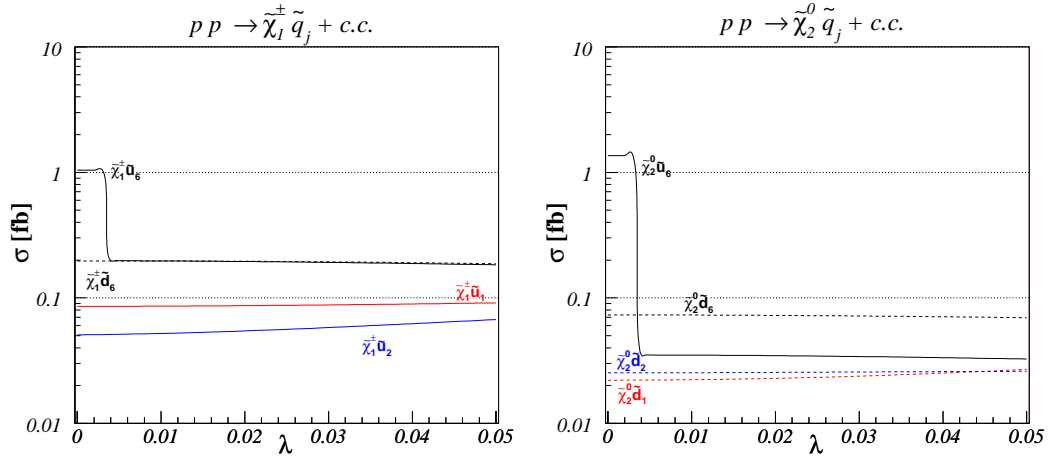 p p → χ̃₁± q̃ⱼ + c.c.
σ [fb]
10
1
0.1
0.01
χ̃₁±ũ₆
χ̃₁±d̃₆
χ̃₁±ũ₁
χ̃₁±ũ₂
0 0.01 0.02 0.03 0.04 0.05
λ
p p → χ̃₂⁰ q̃ⱼ + c.c.
σ [fb]
10
1
0.1
0.01
χ̃₂⁰ũ₆
χ̃₂⁰d̃₆
χ̃₂⁰d̃₂
χ̃₂⁰d̃₁
0 0.01 0.02 0.03 0.04 0.05
λ